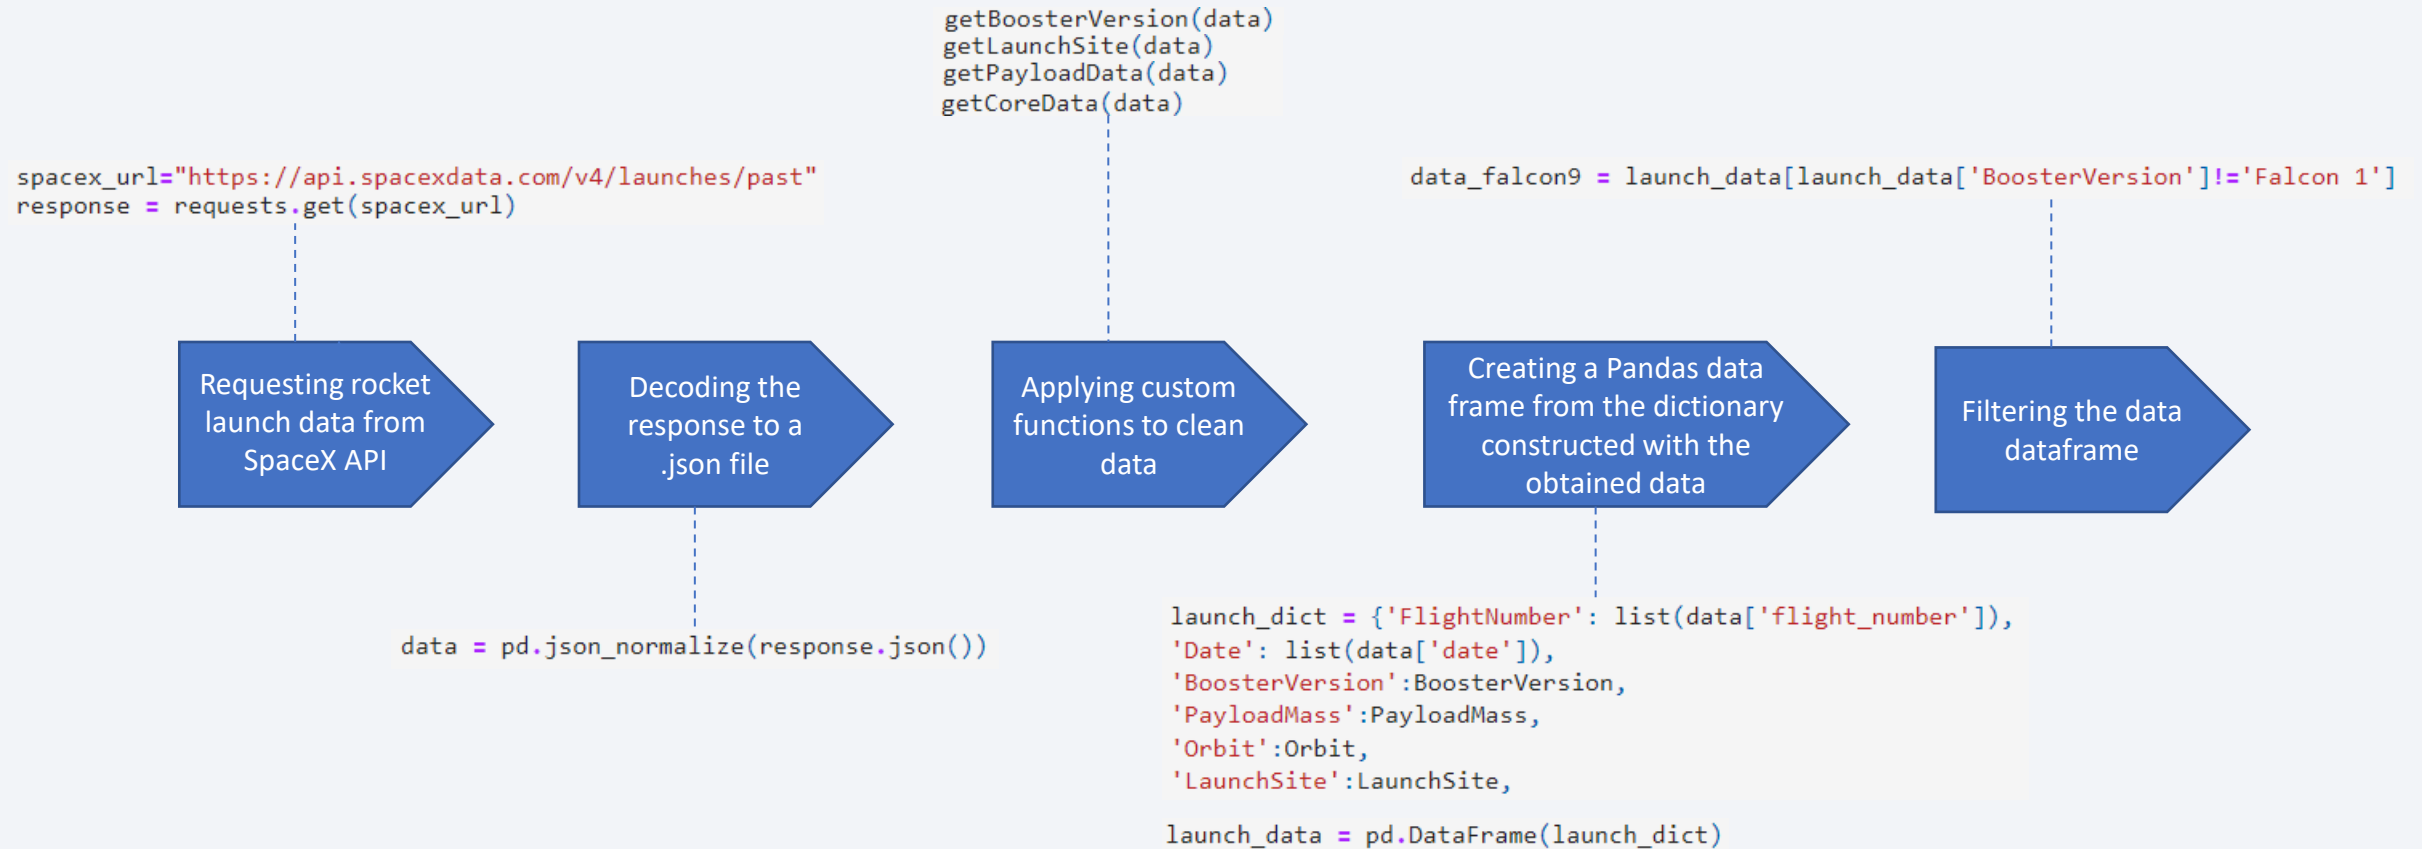 getBoosterVersion(data)
getLaunchSite(data)
getPayloadData(data)
getCoreData(data)
spacex_url="https://api.spacexdata.com/v4/launches/past"
response = requests.get(spacex_url)
data_falcon9 = launch_data[launch_data['BoosterVersion']!='Falcon 1']
Requesting rocket
launch data from
SpaceX API
Decoding the
response to a
.json file
Applying custom
functions to clean
data
Creating a Pandas data
frame from the dictionary
constructed with the
obtained data
Filtering the data
dataframe
data = pd.json_normalize(response.json())
launch_dict = {'FlightNumber': list(data['flight_number']),
'Date': list(data['date']),
'BoosterVersion':BoosterVersion,
'PayloadMass':PayloadMass,
'Orbit':Orbit,
'LaunchSite':LaunchSite,
launch_data = pd.DataFrame(launch_dict)